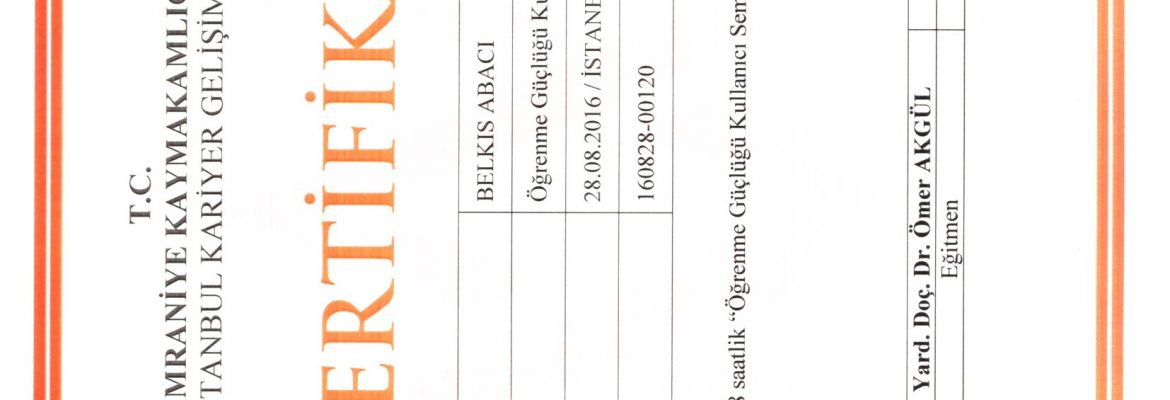 T.C.
MRANİYE KAYMAKAMLIĞ
TANBUL KARİYER GELİŞİM
ERTİFİK
BELKIS ABACI
Öğrenme Güçlüğü Ku
28.08.2016 / İSTANB
160828-00120
saatlik “Öğrenme Güçlüğü Kullanıcı Sem
Yard. Doç. Dr. Ömer AKGÜL
Eğitmen